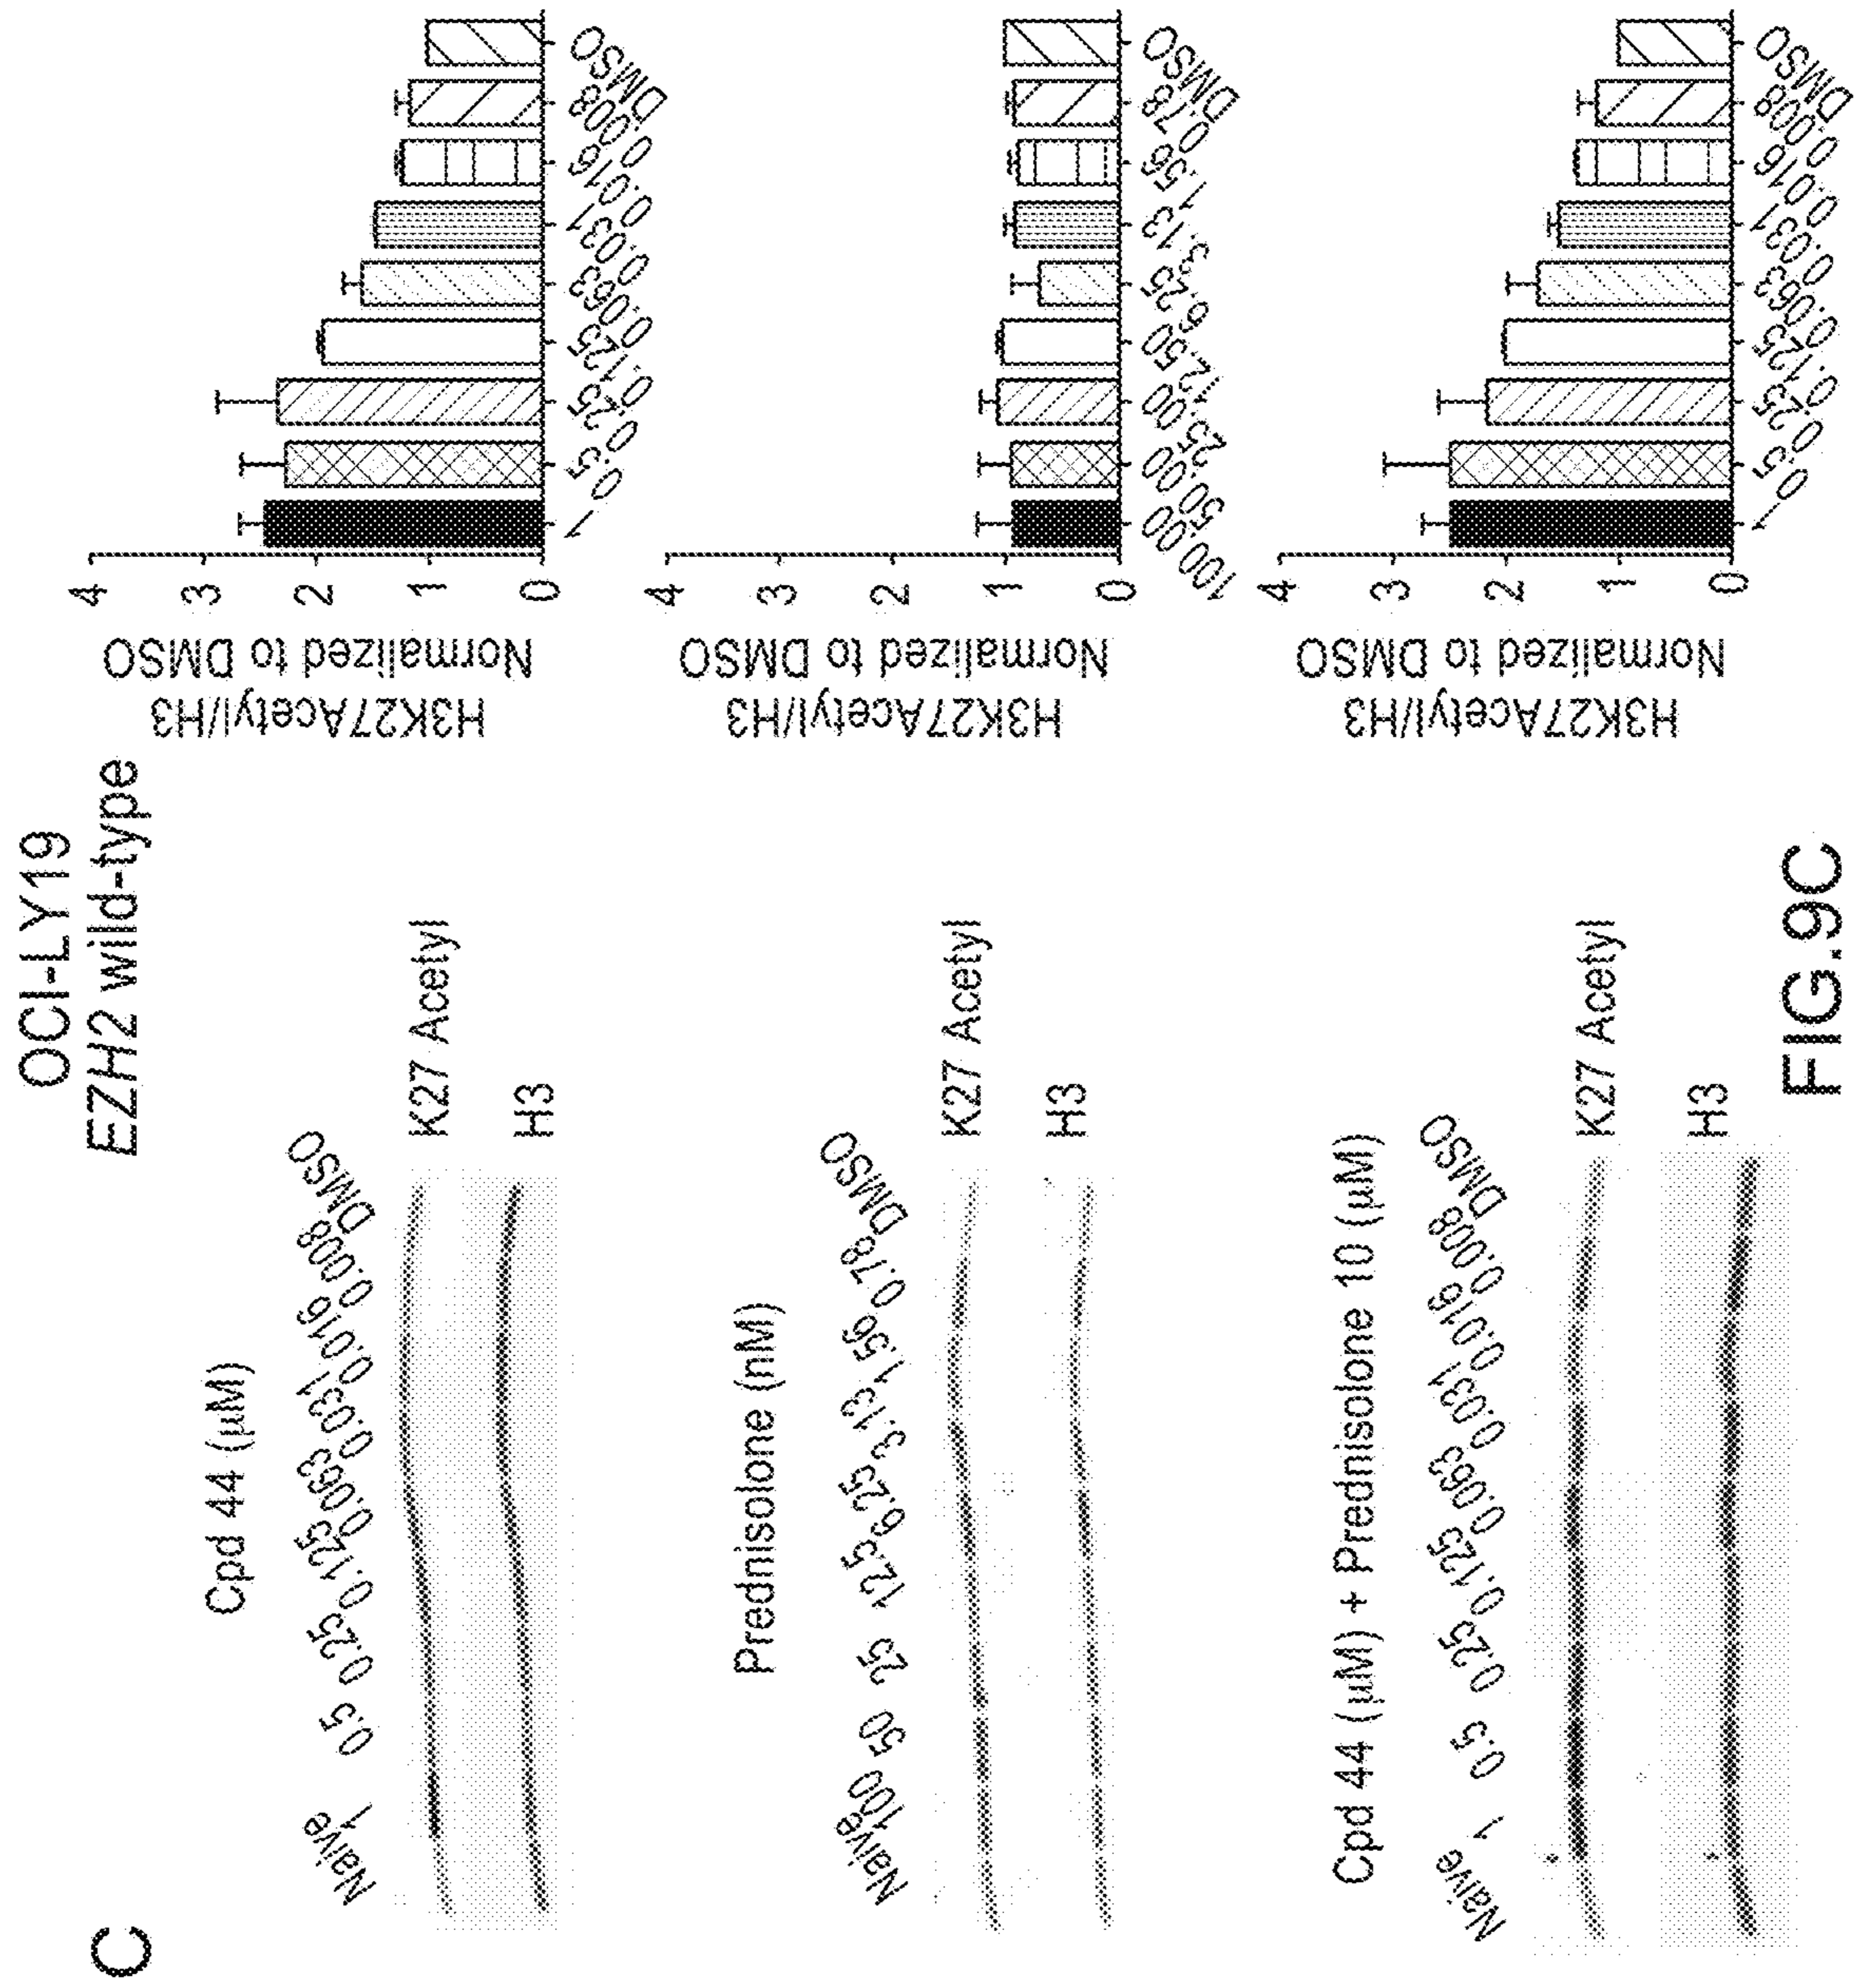 C
OCI-LY19
EZH2 wild-type
Cpd 44 (μM)
Naive 1 0.5 0.25 0.125 0.063 0.031 0.016 0.008 DMSO
K27 Acetyl
H3
H3K27Acetyl/H3
Normalized to DMSO
4
3
2
1
0
1 0.5 0.25 0.125 0.063 0.031 0.016 0.008 DMSO
Prednisolone (nM)
Naive 100 50 25 12.5 6.25 3.13 1.56 0.78 DMSO
K27 Acetyl
H3
H3K27Acetyl/H3
Normalized to DMSO
4
3
2
1
0
100.00 50.00 25.00 12.50 6.25 3.13 1.56 0.78 DMSO
Cpd 44 (μM) + Prednisolone 10 (μM)
Naive 1 0.5 0.25 0.125 0.063 0.031 0.016 0.008 DMSO
K27 Acetyl
H3
H3K27Acetyl/H3
Normalized to DMSO
4
3
2
1
0
1 0.5 0.25 0.125 0.063 0.031 0.016 0.008 DMSO
FIG.9C